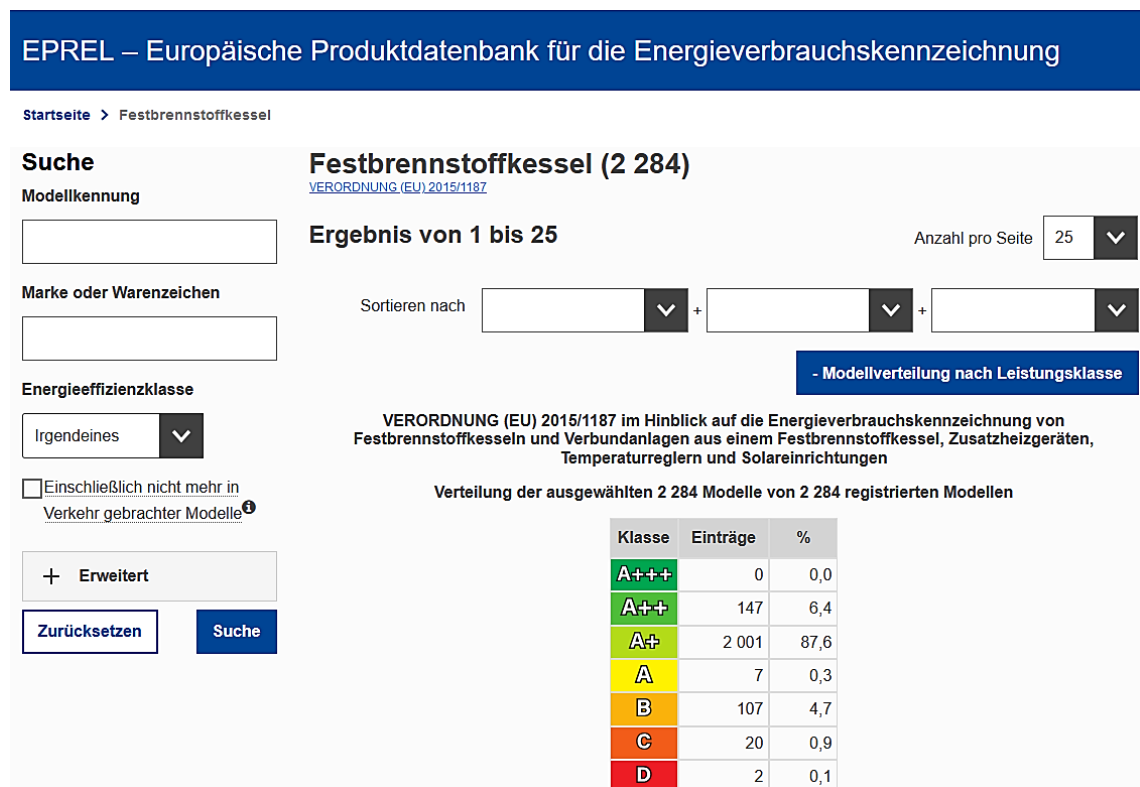 EPREL – Europäische Produktdatenbank für die Energieverbrauchskennzeichnung
Startseite > Festbrennstoffkessel
Suche
Modellkennung
Marke oder Warenzeichen
Energieeffizienzklasse
Irgendeines
Einschließlich nicht mehr in
Verkehr gebrachter Modelle
+ Erweitert
Zurücksetzen
Suche
Festbrennstoffkessel (2 284)
VERORDNUNG (EU) 2015/1187
Ergebnis von 1 bis 25
Anzahl pro Seite 25
Sortieren nach + +
- Modellverteilung nach Leistungsklasse
VERORDNUNG (EU) 2015/1187 im Hinblick auf die Energieverbrauchskennzeichnung von
Festbrennstoffkesseln und Verbundanlagen aus einem Festbrennstoffkessel, Zusatzheizgeräten,
Temperaturreglern und Solareinrichtungen
Verteilung der ausgewählten 2 284 Modelle von 2 284 registrierten Modellen
Klasse Einträge %
A+++ 0 0,0
A++ 147 6,4
A+ 2 001 87,6
A 7 0,3
B 107 4,7
C 20 0,9
D 2 0,1